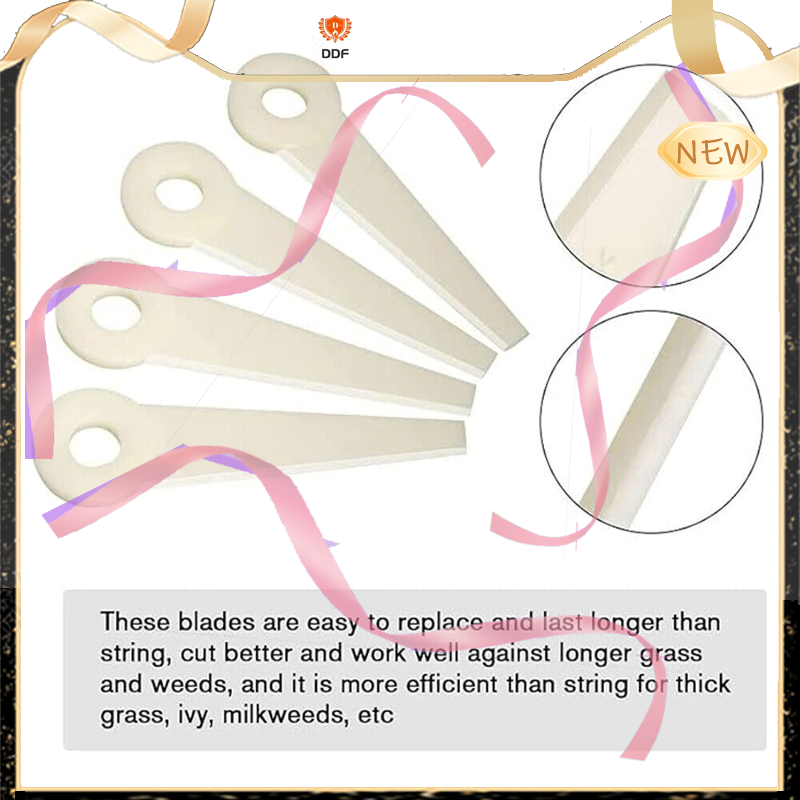 DDF
NEW
These blades are easy to replace and last longer than
string, cut better and work well against longer grass
and weeds, and it is more efficient than string for thick
grass, ivy, milkweeds, etc